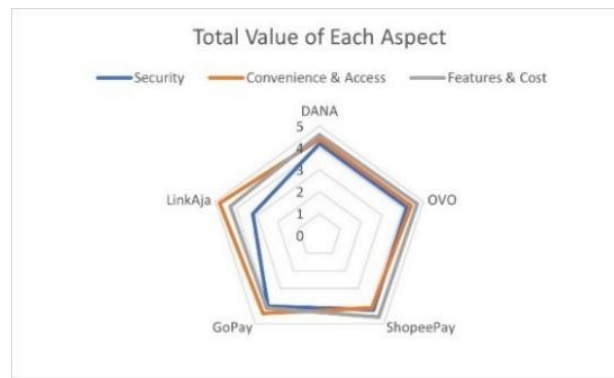 Total Value of Each Aspect
Security Convenience & Access Features & Cost
DANA
5
4
3
2
1
0
LinkAja OVO
GoPay ShopeePay